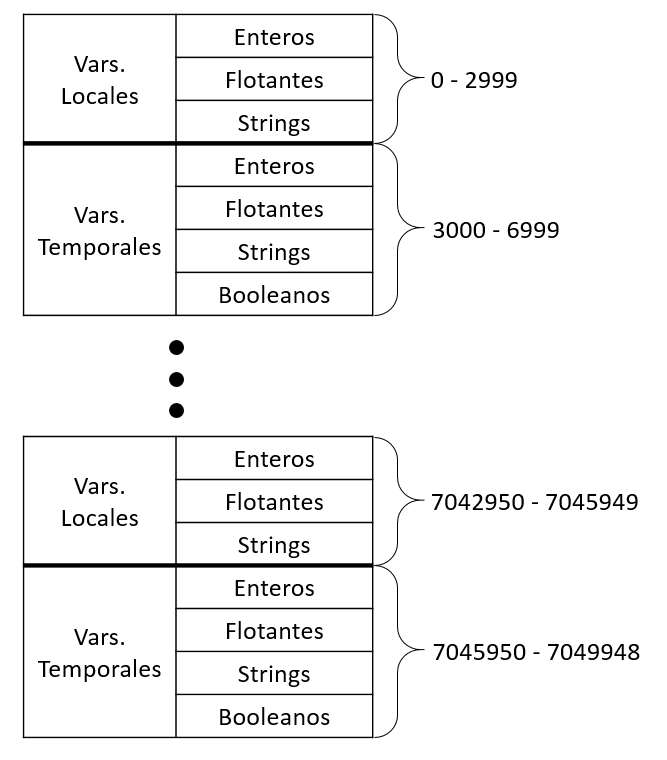 Vars.
Locales
Enteros
Flotantes
Strings
0 - 2999
Vars.
Temporales
Enteros
Flotantes
Strings
Booleanos
3000 - 6999
Vars.
Locales
Enteros
Flotantes
Strings
7042950 - 7045949
Vars.
Temporales
Enteros
Flotantes
Strings
Booleanos
7045950 - 7049948